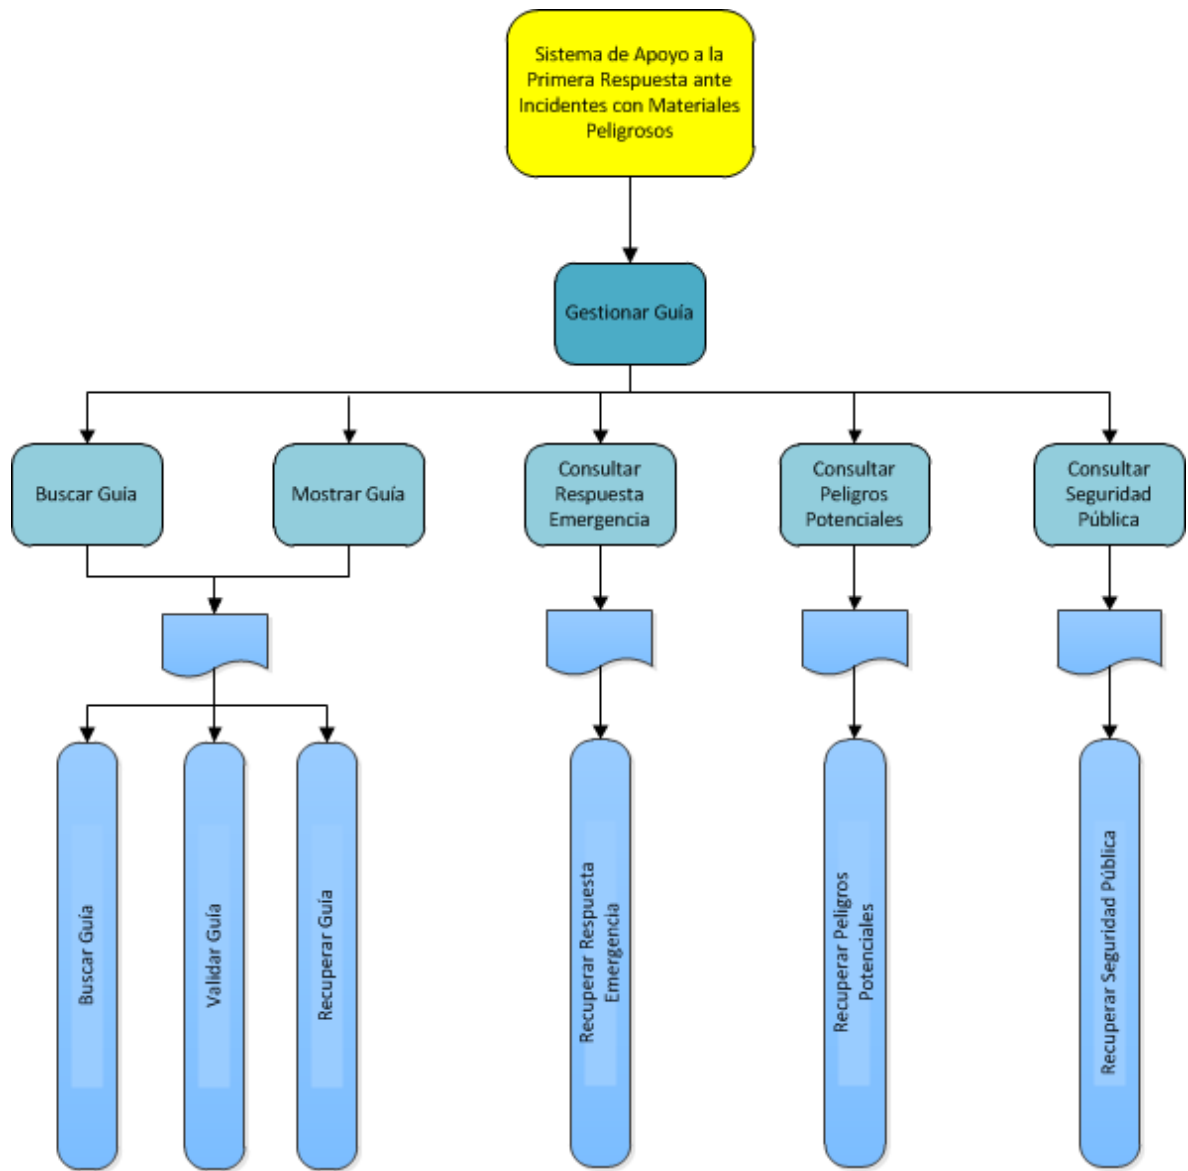 Sistema de Apoyo a la
Primera Respuesta ante
Incidentes con Materiales
Peligrosos
Gestionar Guía
Buscar Guía
Mostrar Guía
Consultar
Respuesta
Emergencia
Consultar
Peligros
Potenciales
Consultar
Seguridad
Pública
Buscar Guía
Validar Guía
Recuperar Guía
Recuperar Respuesta
Emergencia
Recuperar Peligros
Potenciales
Recuperar Seguridad Pública